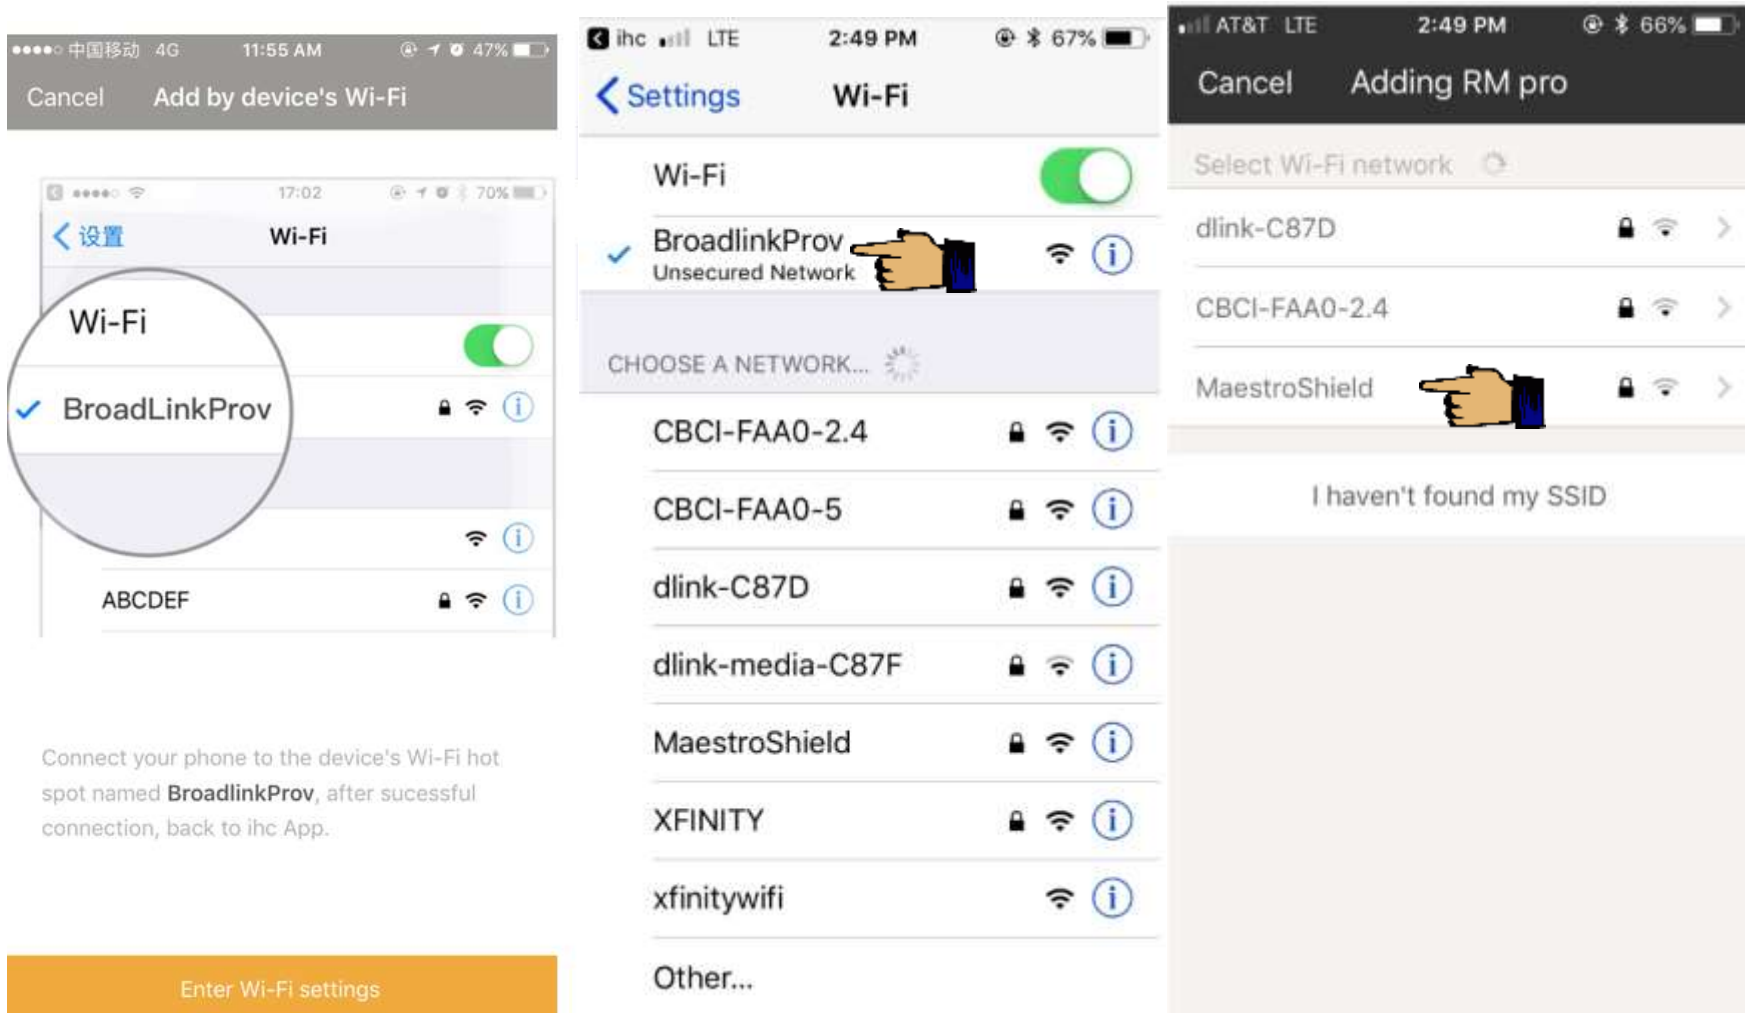 中国移动 4G 11:55 AM 47%
Cancel Add by device's Wi-Fi
17:02 70%
设置 Wi-Fi
Wi-Fi
BroadLinkProv
ABCDEF
Connect your phone to the device's Wi-Fi hot
spot named BroadlinkProv, after sucessful
connection, back to ihc App.
Enter Wi-Fi settings
ihc LTE 2:49 PM 67%
Settings Wi-Fi
Wi-Fi
BroadlinkProv
Unsecured Network
CHOOSE A NETWORK...
CBCI-FAA0-2.4
CBCI-FAA0-5
dlink-C87D
dlink-media-C87F
MaestroShield
XFINITY
xfinitywifi
Other...
AT&T LTE 2:49 PM 66%
Cancel Adding RM pro
Select Wi-Fi network
dlink-C87D
CBCI-FAA0-2.4
MaestroShield
I haven't found my SSID